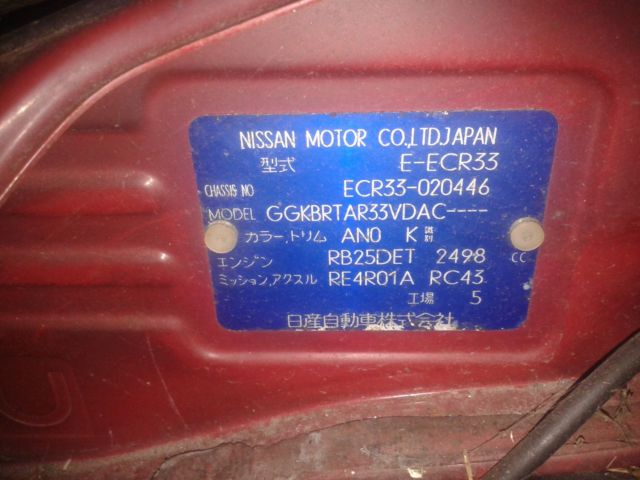 NISSAN MOTOR CO.,LTD.JAPAN
型式 E-ECR33
CHASSIS NO ECR33-020446
MODEL GGKBRTAR33VDAC----
カラー,トリム AN0 K 識別
エンジン RB25DET 2498 CC
ミッション,アクスル RE4R01A RC43
工場 5
日産自動車株式会社